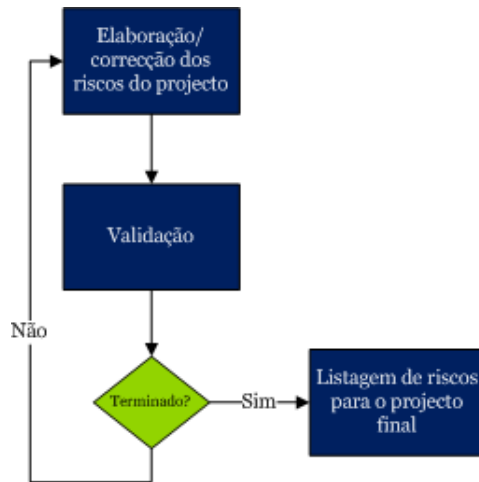 Elaboração/
correcção dos
riscos do projecto
Validação
Não
Terminado?
Sim
Listagem de riscos
para o projecto
final